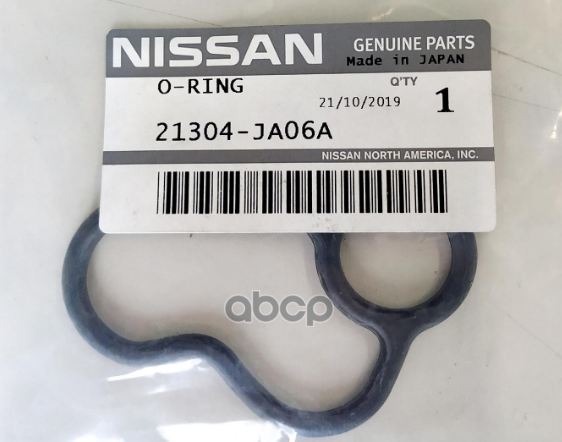 NISSAN
GENUINE PARTS
Made in JAPAN
O-RING
Q'TY
21/10/2019
1
21304-JA06A
NISSAN NORTH AMERICA, INC.
abcp